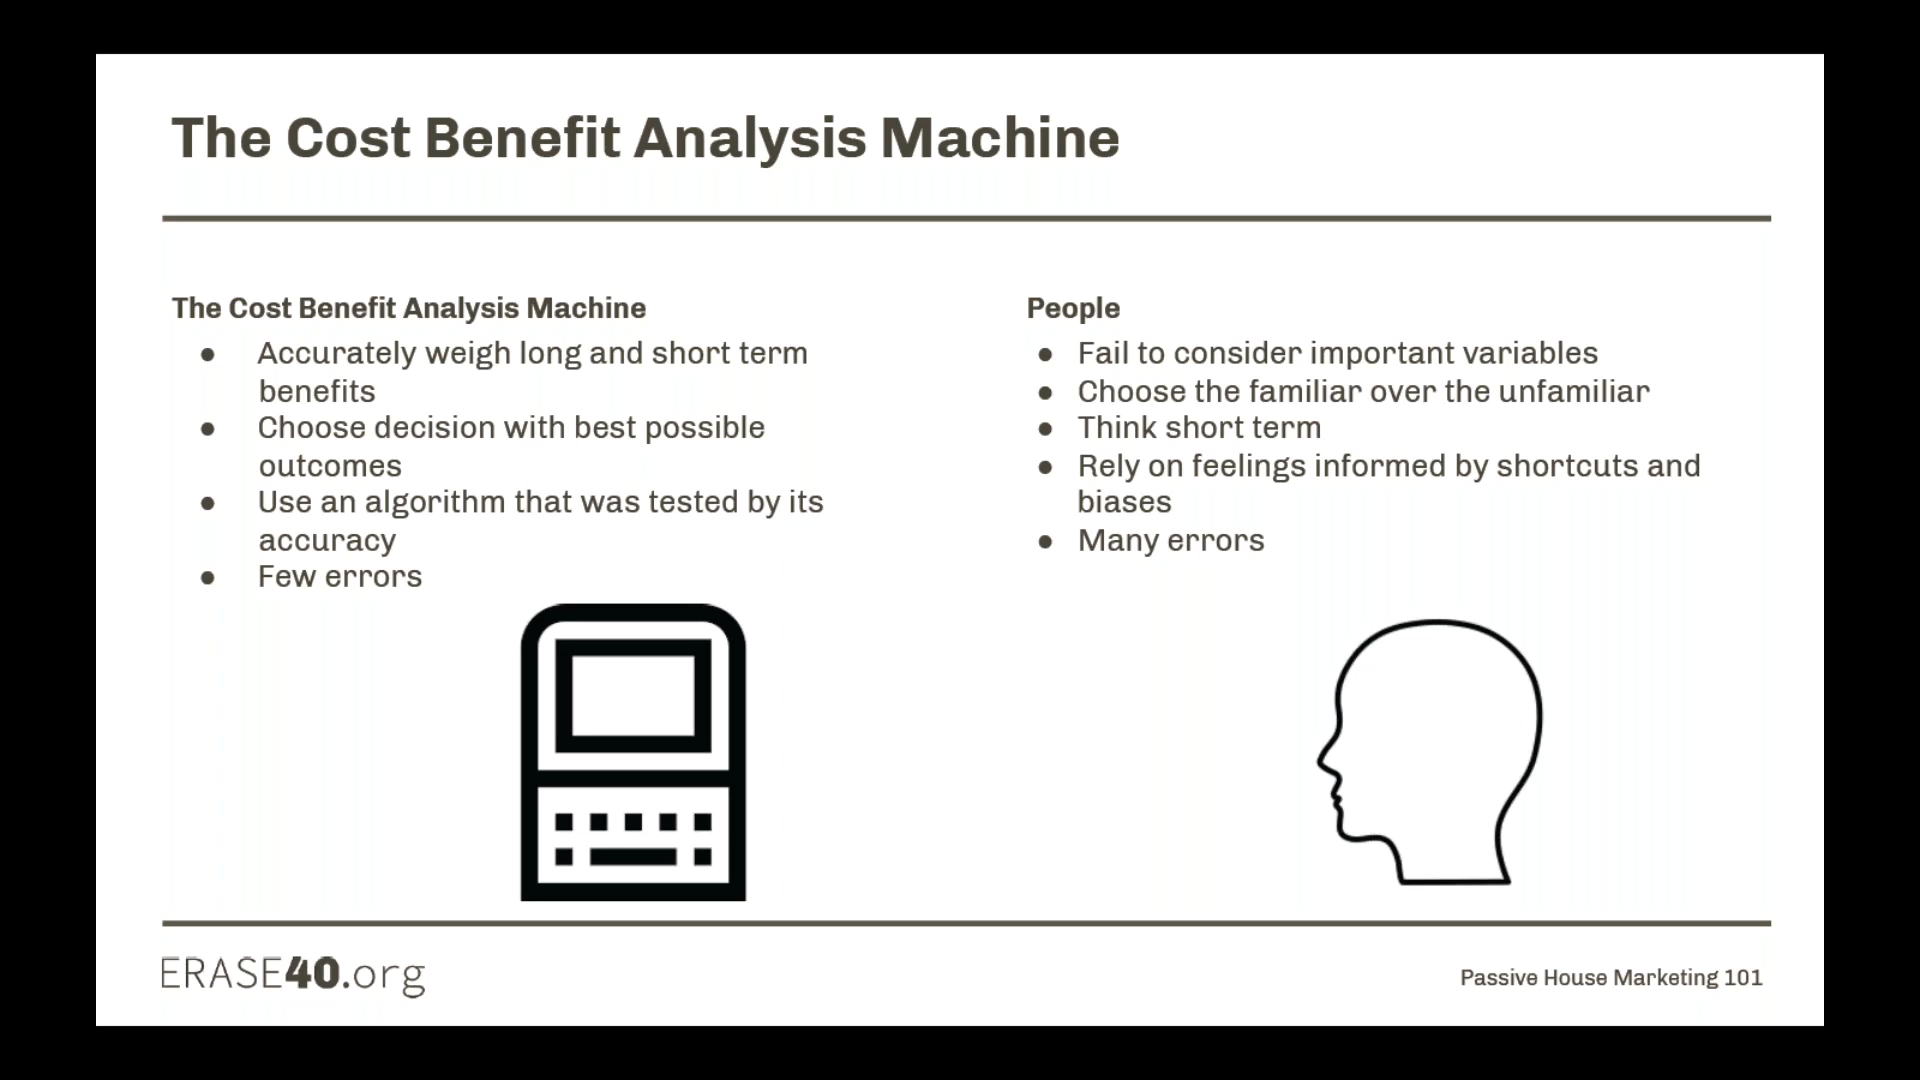 The Cost Benefit Analysis Machine
The Cost Benefit Analysis Machine
● Accurately weigh long and short term
benefits
● Choose decision with best possible
outcomes
● Use an algorithm that was tested by its
accuracy
● Few errors
People
● Fail to consider important variables
● Choose the familiar over the unfamiliar
● Think short term
● Rely on feelings informed by shortcuts and
biases
● Many errors
ERASE40.org
Passive House Marketing 101